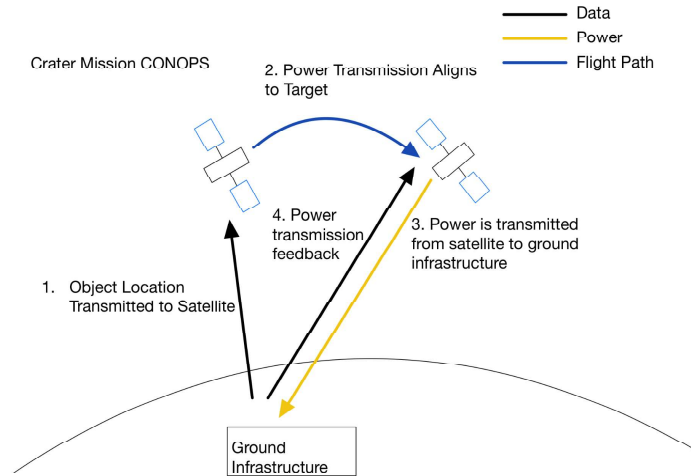 Data
Power
Flight Path
Crater Mission CONOPS
2. Power Transmission Aligns
to Target
4. Power
transmission
feedback
3. Power is transmitted
from satellite to ground
infrastructure
1. Object Location
Transmitted to Satellite
Ground
Infrastructure